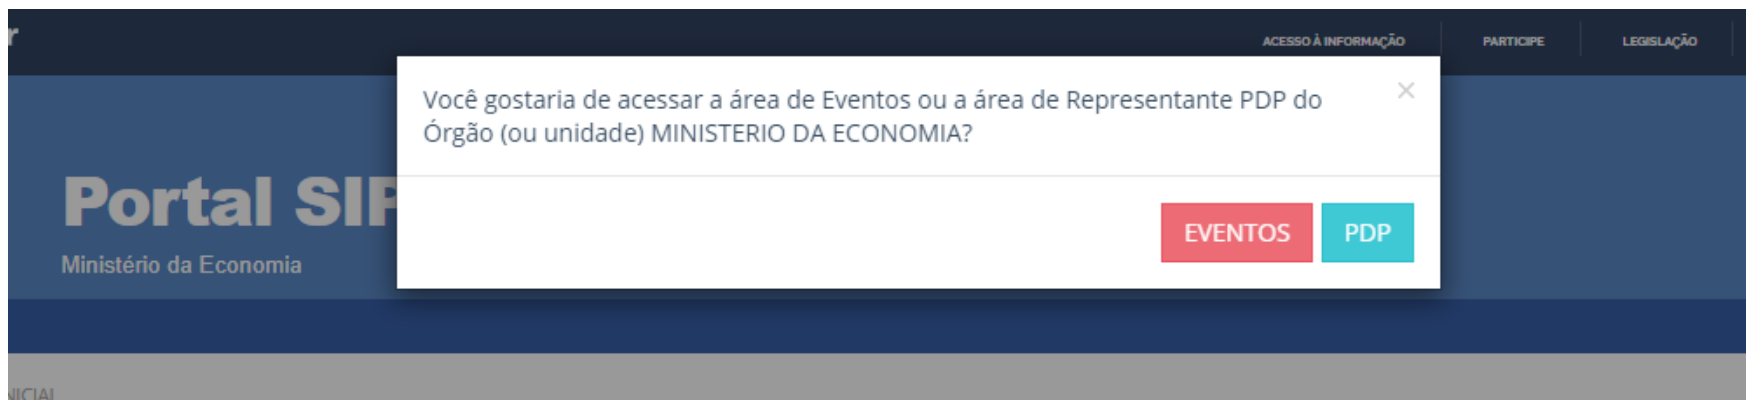 ACESSO À INFORMAÇÃO PARTICIPE LEGISLAÇÃO
Você gostaria de acessar a área de Eventos ou a área de Representante PDP do
Órgão (ou unidade) MINISTERIO DA ECONOMIA?
×
Portal SIP
EVENTOS PDP
Ministério da Economia